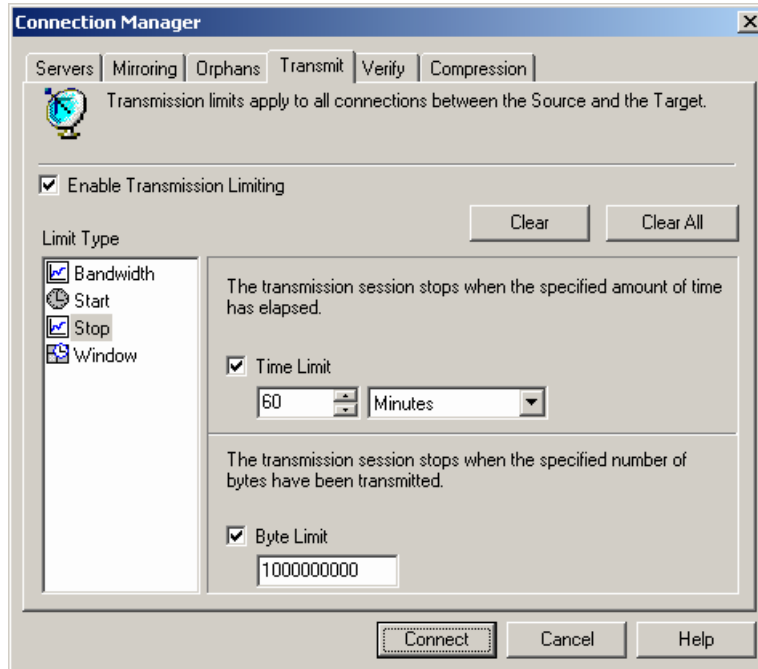 Connection Manager
Servers Mirroring Orphans Transmit Verify Compression
Transmission limits apply to all connections between the Source and the Target.
Enable Transmission Limiting
Clear Clear All
Limit Type
Bandwidth
Start
Stop
Window
The transmission session stops when the specified amount of time
has elapsed.
Time Limit
60 Minutes
The transmission session stops when the specified number of
bytes have been transmitted.
Byte Limit
1000000000
Connect Cancel Help